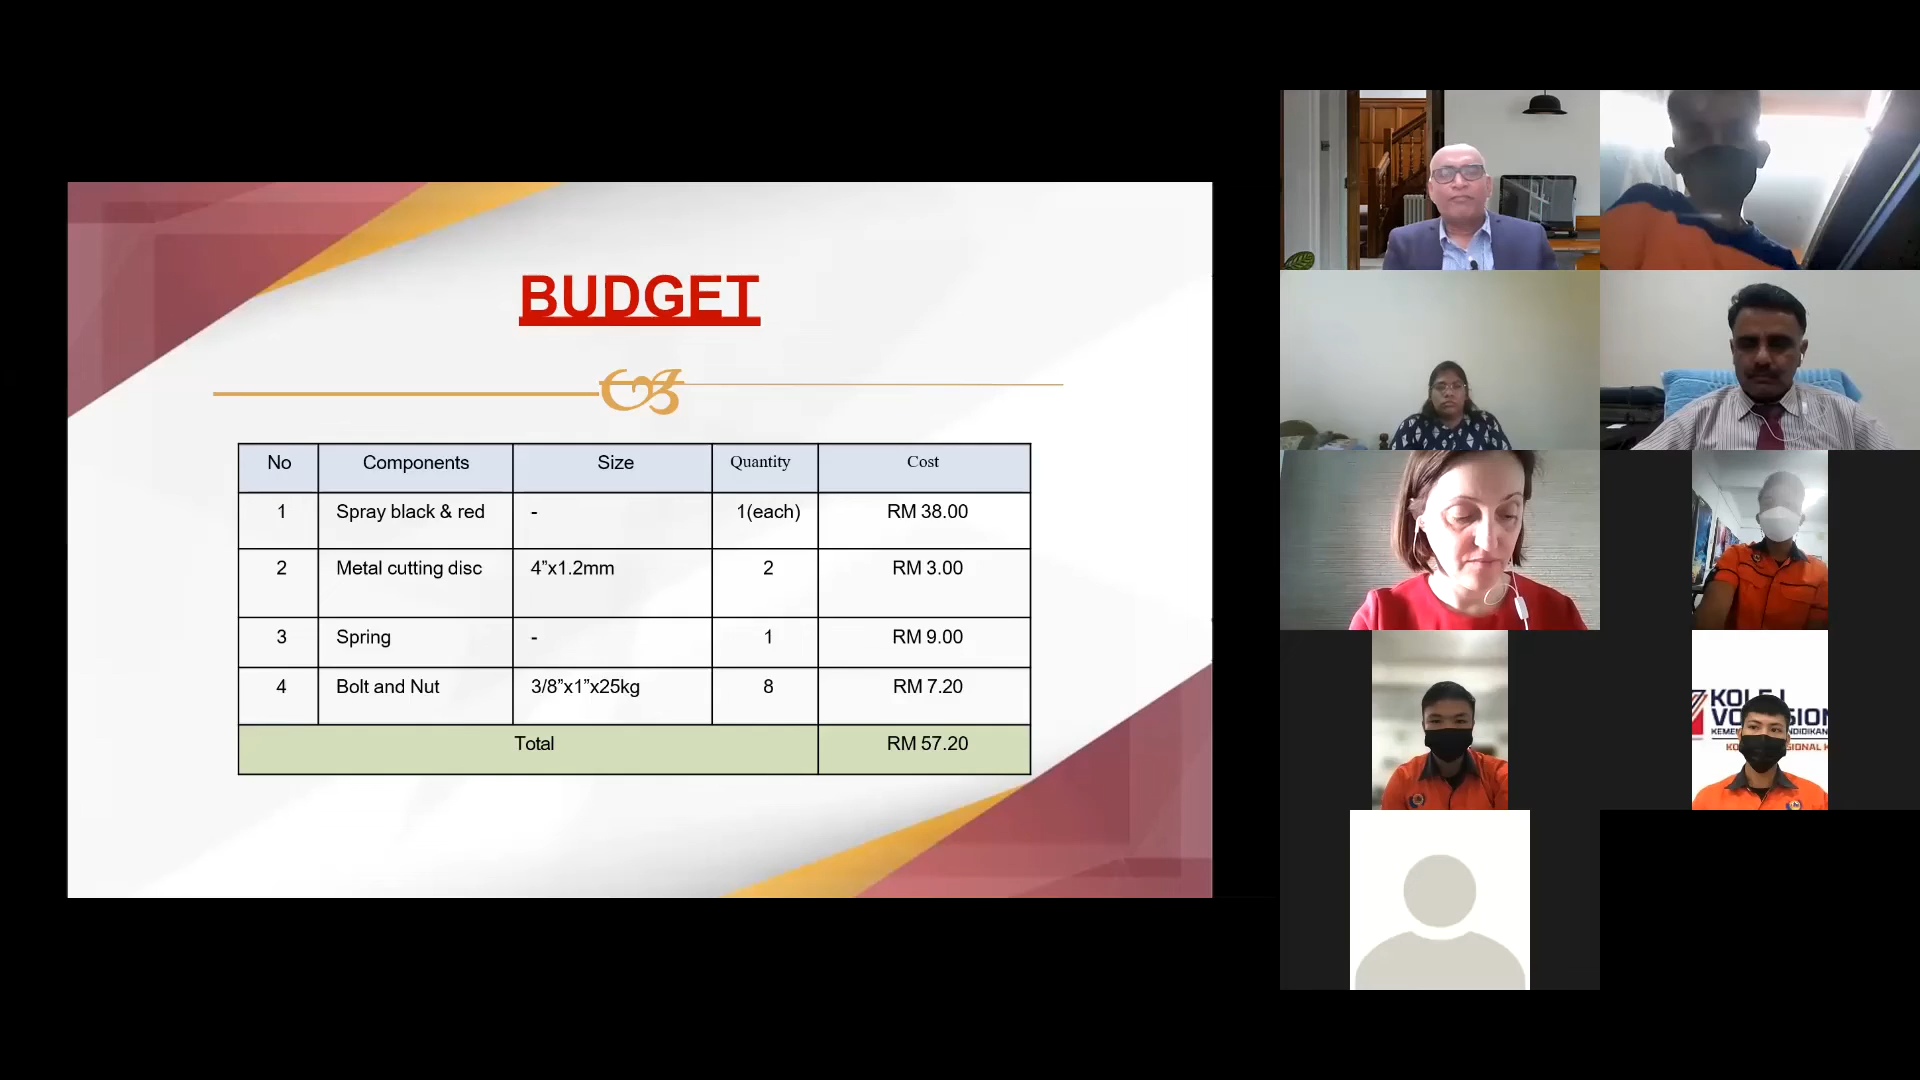 BUDGET
No Components Size Quantity Cost
1 Spray black & red - 1(each) RM 38.00
2 Metal cutting disc 4”x1.2mm 2 RM 3.00
3 Spring - 1 RM 9.00
4 Bolt and Nut 3/8”x1”x25kg 8 RM 7.20
Total RM 57.20